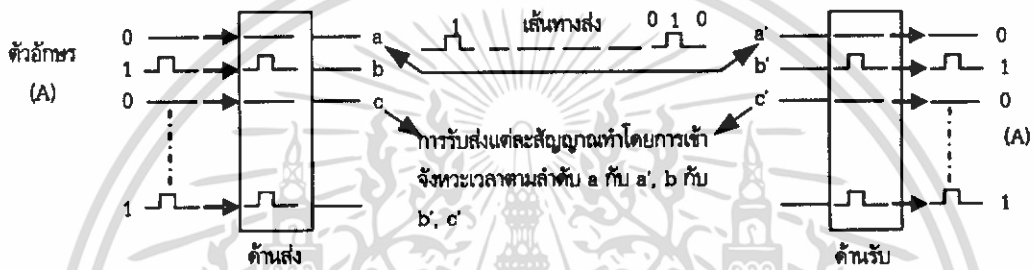 ตัวอักษร
(A)
0
1
0
1
a
b
c
1 เส้นทางส่ง 0 1 0
การรับส่งแต่ละสัญญาณทำโดยการเข้า
จังหวะเวลาตามลำดับ a กับ a', b กับ
b', c'
a'
b'
c'
0
1
0
(A)
1
ด้านส่ง
ด้านรับ